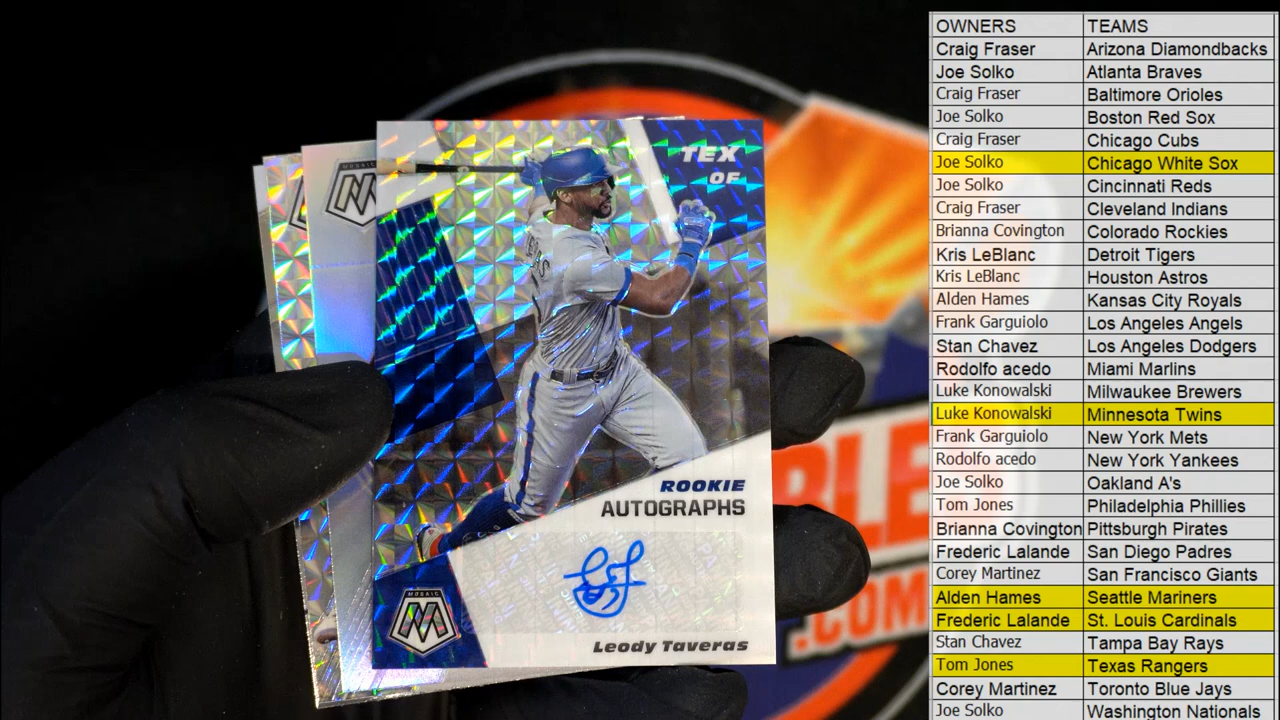 TEX
OF
ROOKIE
AUTOGRAPHS
MOSAIC
Leody Taveras
MOSAIC
.COM
OWNERS TEAMS
Craig Fraser Arizona Diamondbacks
Joe Solko Atlanta Braves
Craig Fraser Baltimore Orioles
Joe Solko Boston Red Sox
Craig Fraser Chicago Cubs
Joe Solko Chicago White Sox
Joe Solko Cincinnati Reds
Craig Fraser Cleveland Indians
Brianna Covington Colorado Rockies
Kris LeBlanc Detroit Tigers
Kris LeBlanc Houston Astros
Alden Hames Kansas City Royals
Frank Garguiolo Los Angeles Angels
Stan Chavez Los Angeles Dodgers
Rodolfo acedo Miami Marlins
Luke Konowalski Milwaukee Brewers
Luke Konowalski Minnesota Twins
Frank Garguiolo New York Mets
Rodolfo acedo New York Yankees
Joe Solko Oakland A's
Tom Jones Philadelphia Phillies
Brianna Covington Pittsburgh Pirates
Frederic Lalande San Diego Padres
Corey Martinez San Francisco Giants
Alden Hames Seattle Mariners
Frederic Lalande St. Louis Cardinals
Stan Chavez Tampa Bay Rays
Tom Jones Texas Rangers
Corey Martinez Toronto Blue Jays
Joe Solko Washington Nationals